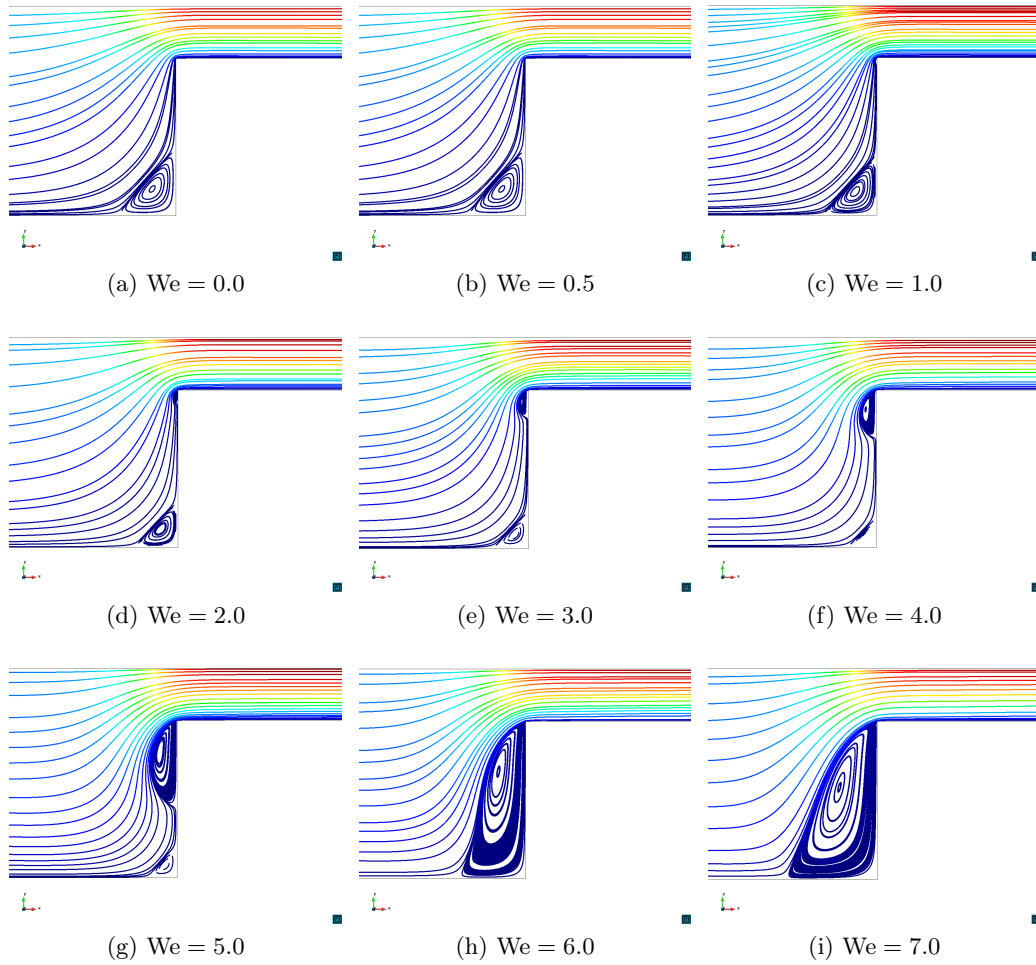 (a) We = 0.0
(b) We = 0.5
(c) We = 1.0
(d) We = 2.0
(e) We = 3.0
(f) We = 4.0
(g) We = 5.0
(h) We = 6.0
(i) We = 7.0